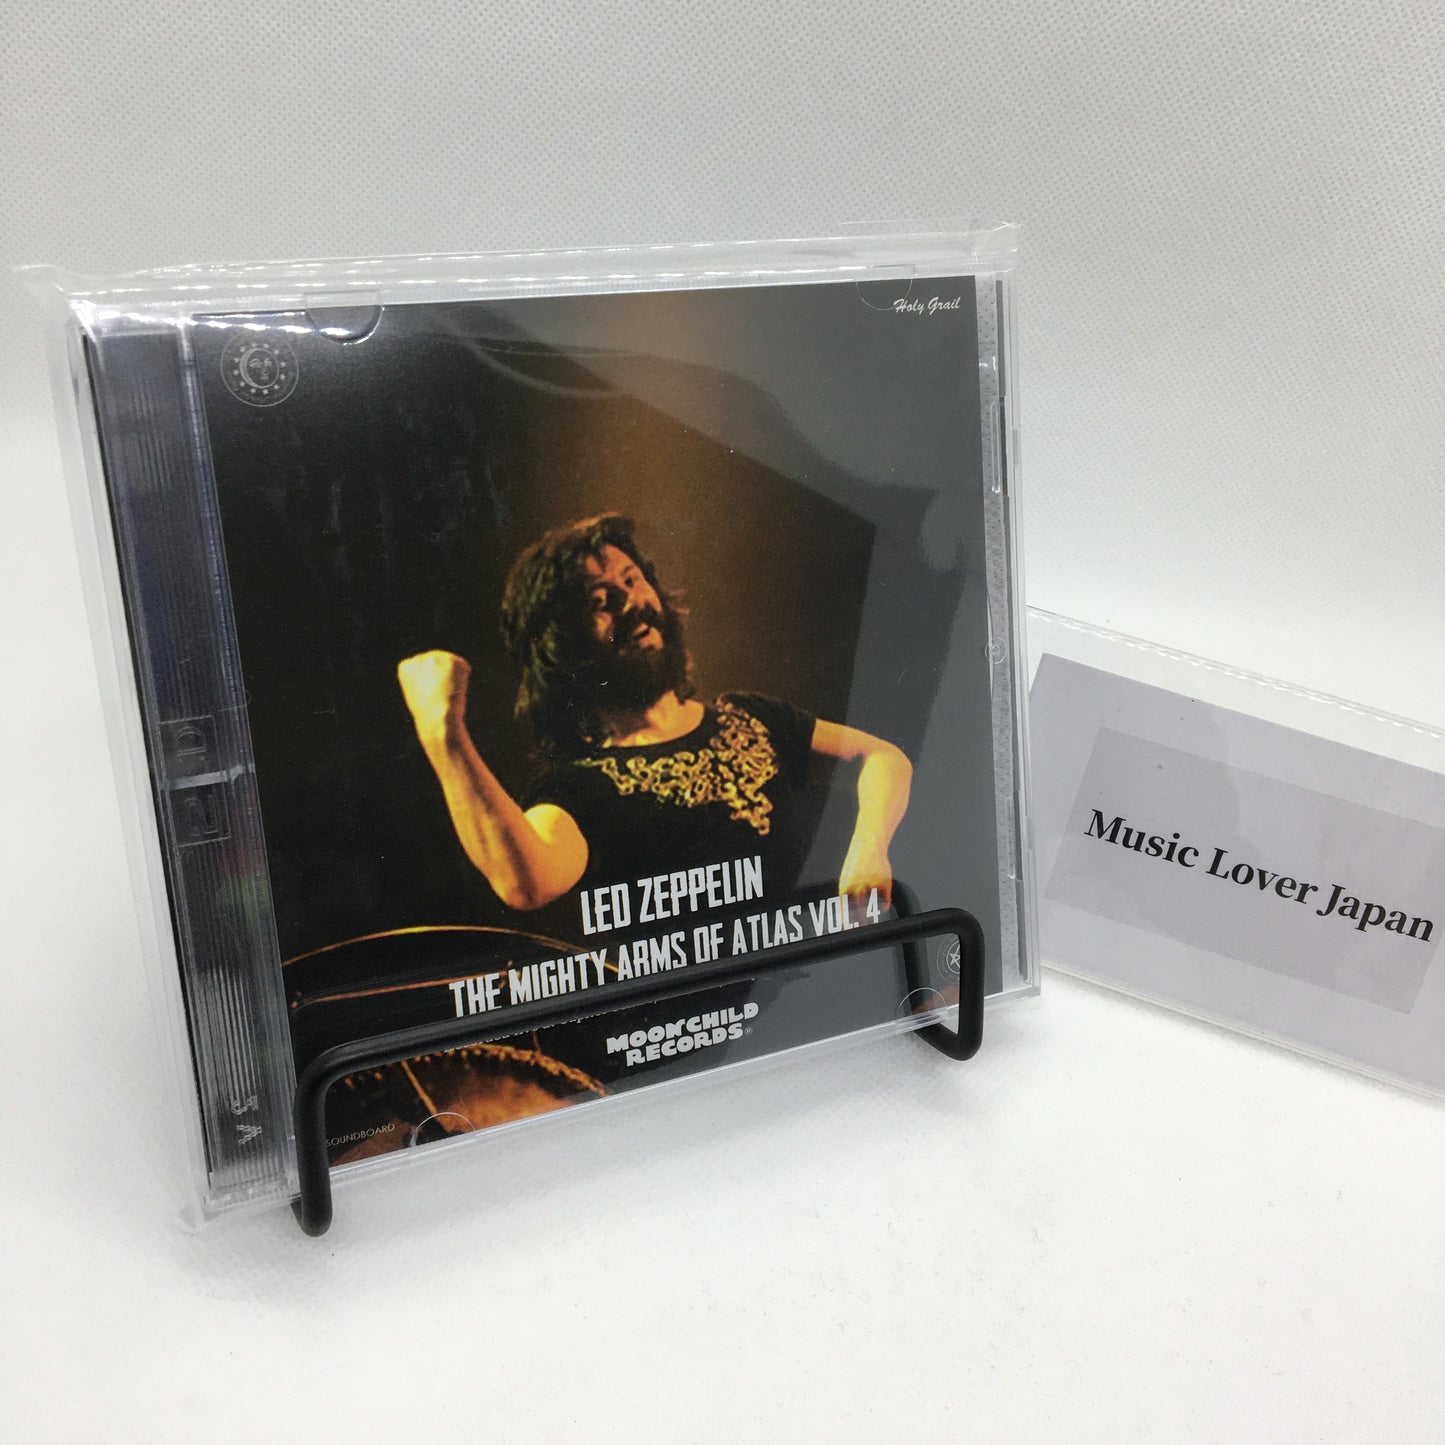 Holy Grail
LED ZEPPELIN
THE MIGHTY ARMS OF ATLAS VOL. 4
MOONCHILD
RECORDS®
SOUNDBOARD
Music Lover Japan